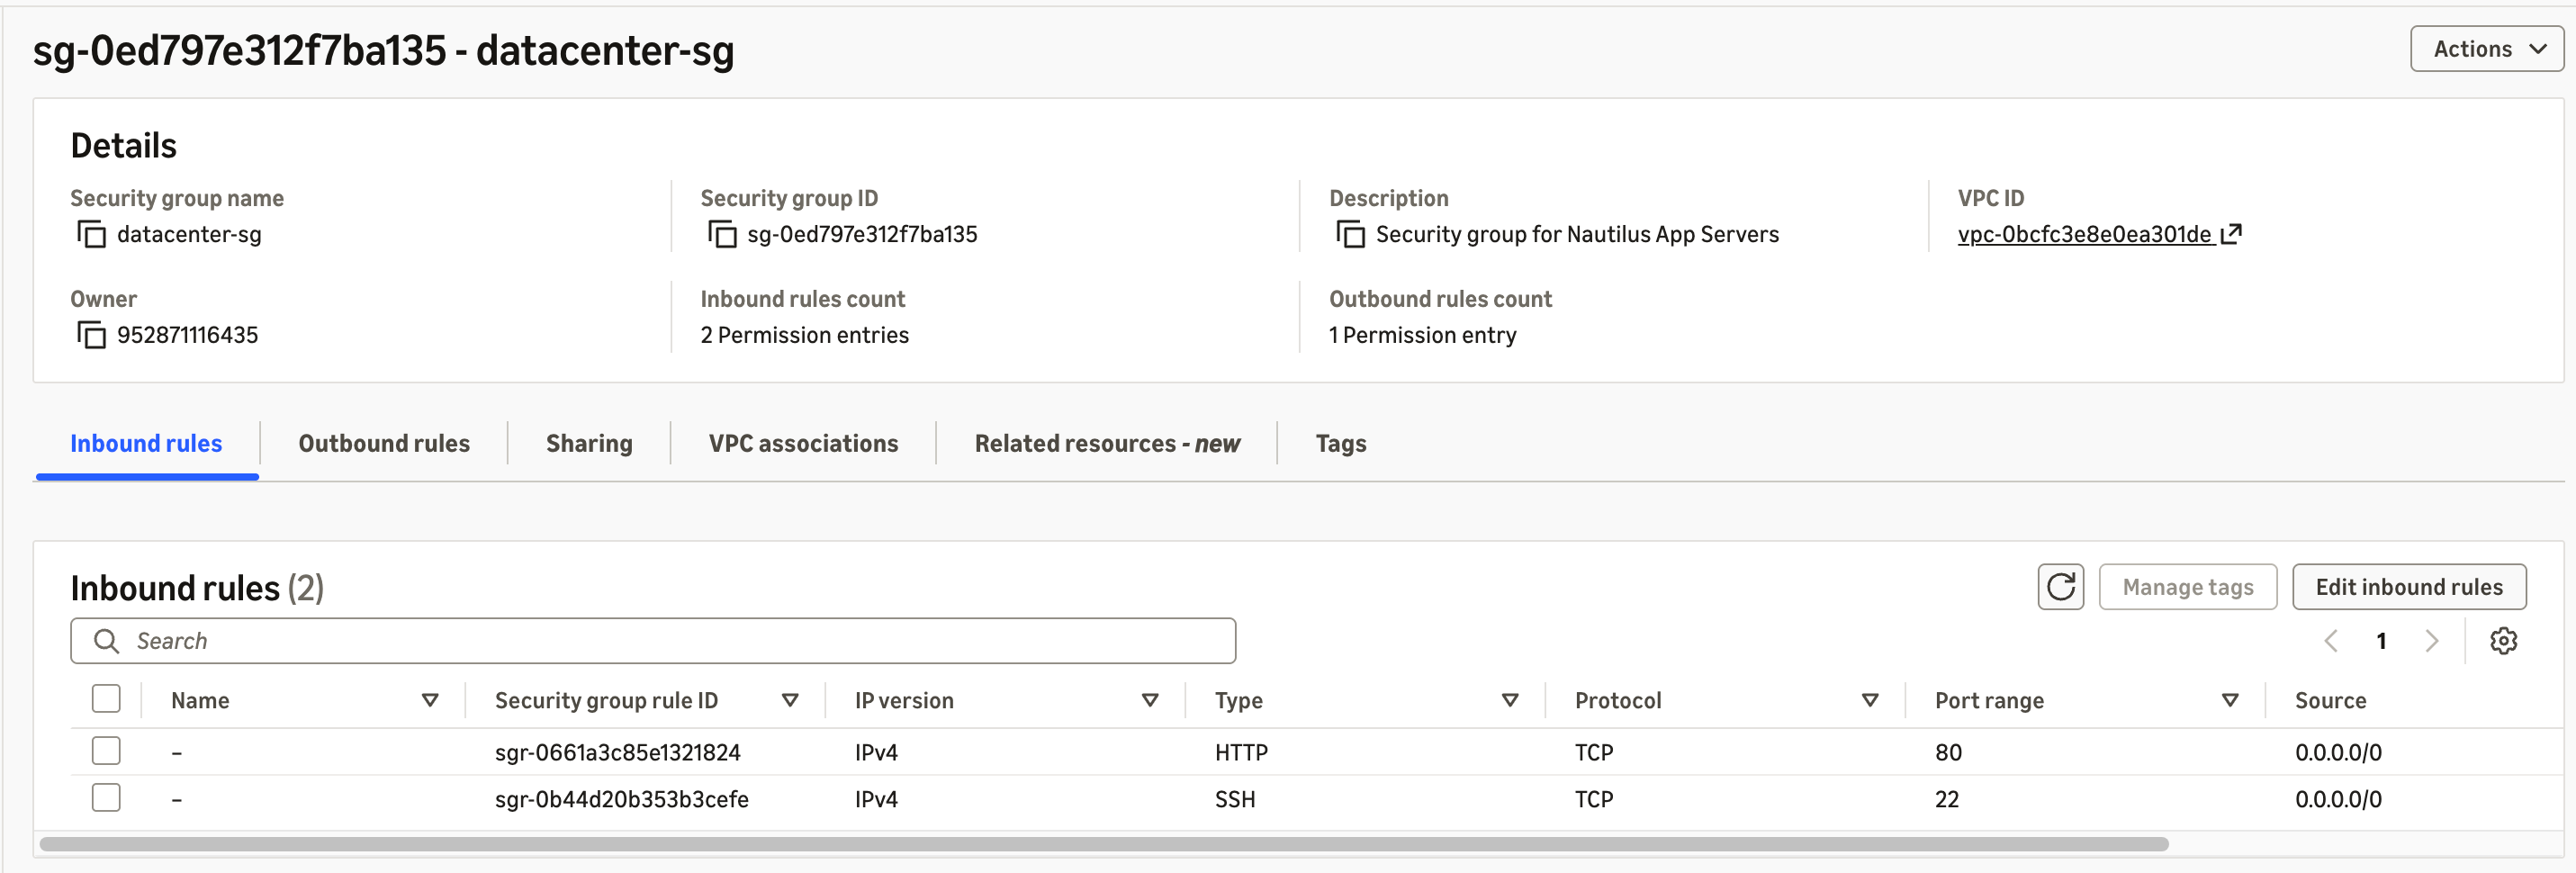 sg-0ed797e312f7ba135 - datacenter-sg
Actions
Details
Security group name
datacenter-sg
Security group ID
sg-0ed797e312f7ba135
Description
Security group for Nautilus App Servers
VPC ID
vpc-0bcfc3e8e0ea301de
Owner
952871116435
Inbound rules count
2 Permission entries
Outbound rules count
1 Permission entry
Inbound rules
Outbound rules
Sharing
VPC associations
Related resources - new
Tags
Inbound rules (2)
Manage tags
Edit inbound rules
Search
1
Name Security group rule ID IP version Type Protocol Port range Source
– sgr-0661a3c85e1321824 IPv4 HTTP TCP 80 0.0.0.0/0
– sgr-0b44d20b353b3cefe IPv4 SSH TCP 22 0.0.0.0/0